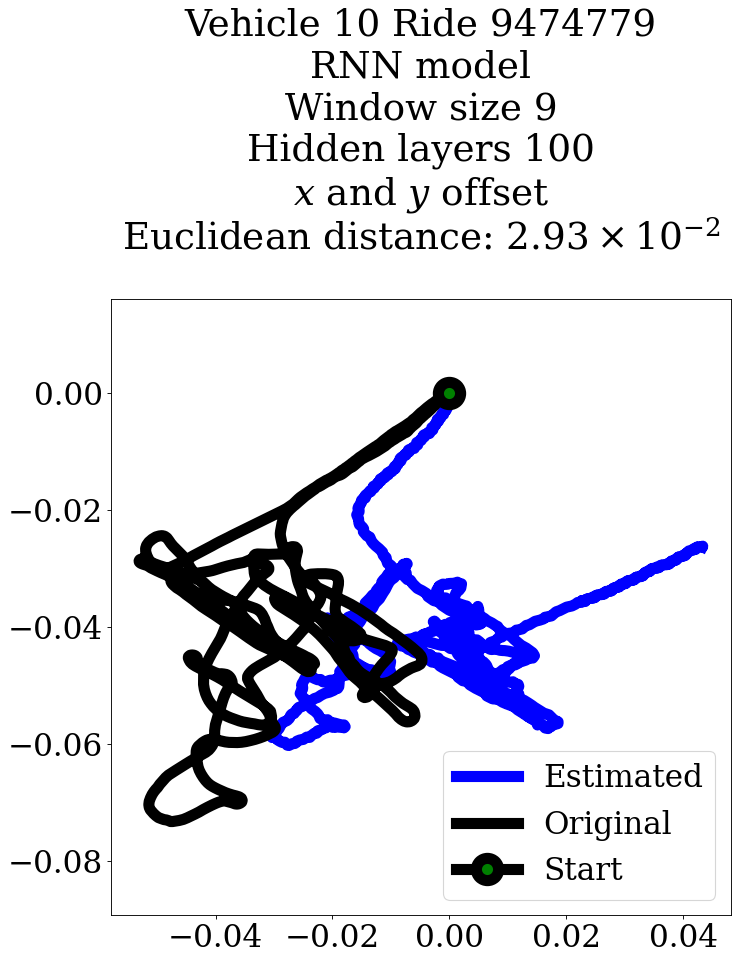 Vehicle 10 Ride 9474779
RNN model
Window size 9
Hidden layers 100
x and y offset
Euclidean distance: 2.93 × 10⁻²
0.00
−0.02
−0.04
−0.06
−0.08
−0.04 −0.02 0.00 0.02 0.04
Estimated
Original
Start